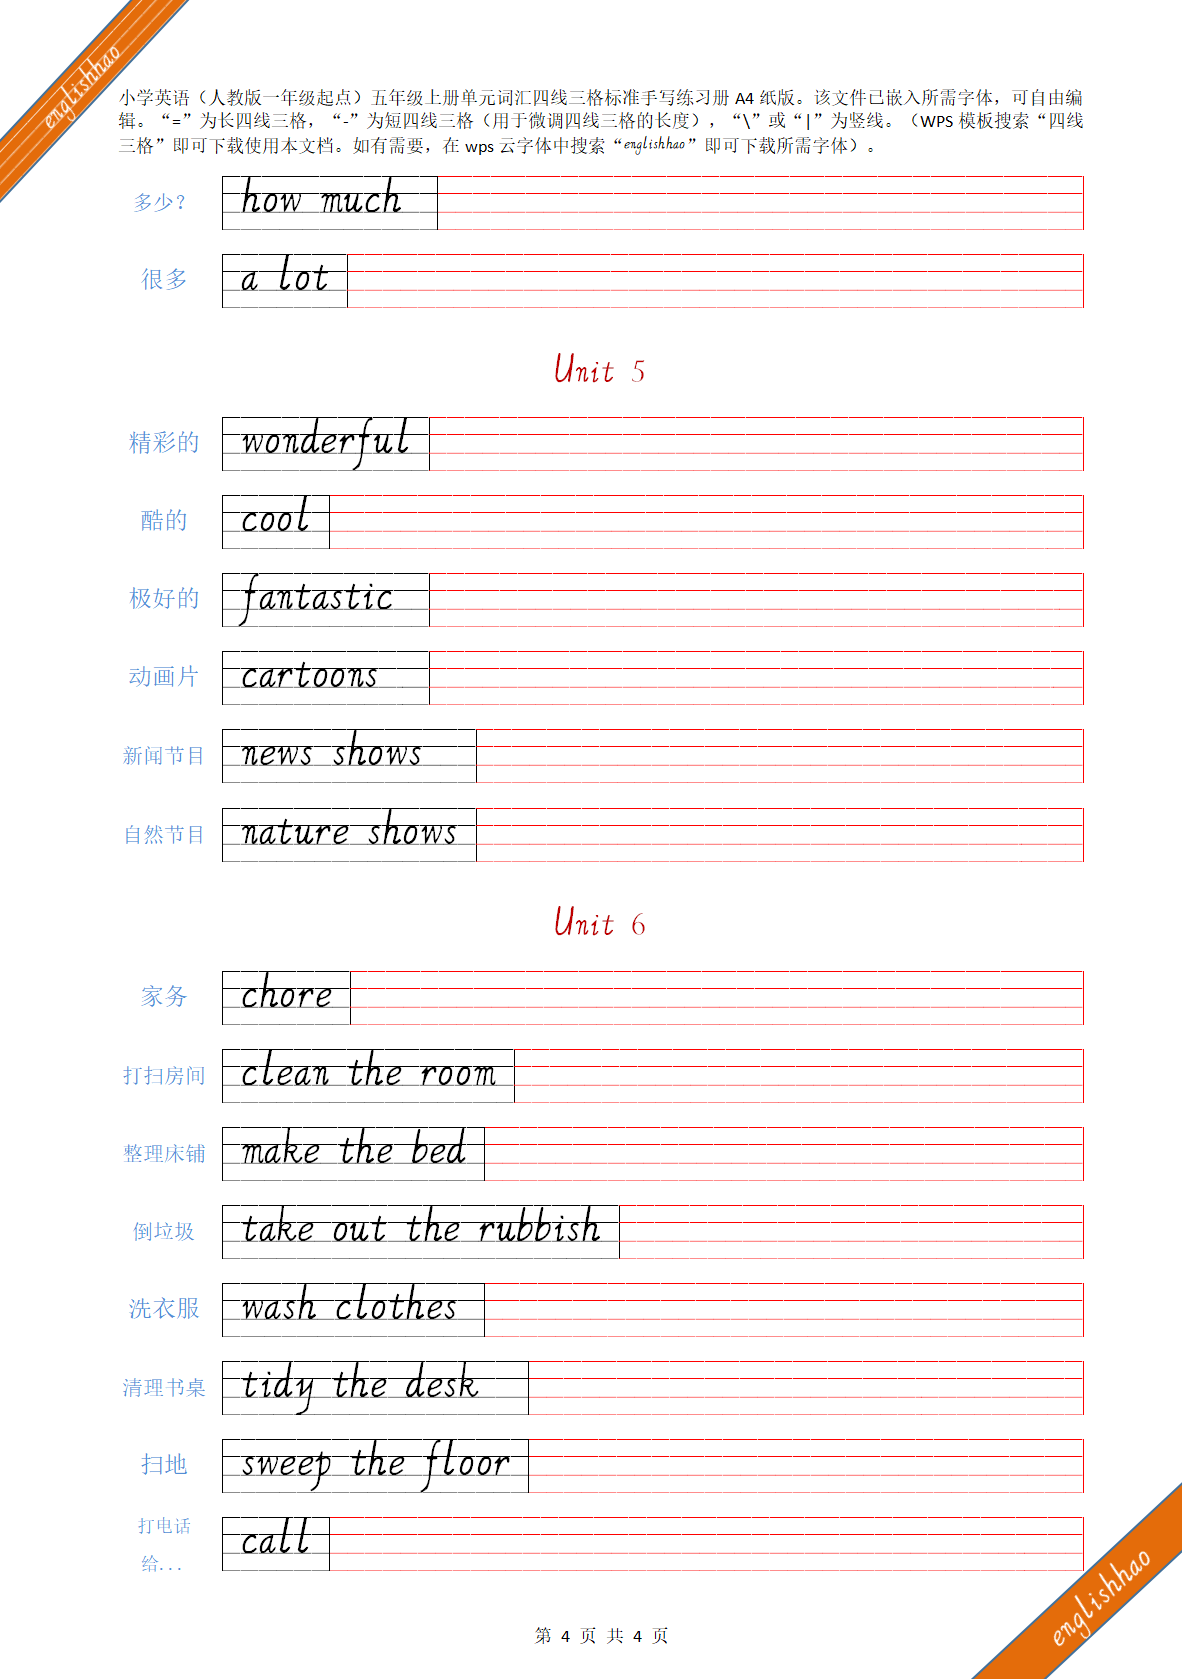 englishhao
小学英语（人教版一年级起点）五年级上册单元词汇四线三格标准手写练习册 A4 纸版。该文件已嵌入所需字体，可自由编
辑。“=”为长四线三格，“-”为短四线三格（用于微调四线三格的长度），“\”或“|”为竖线。（WPS 模板搜索“四线
三格”即可下载使用本文档。如有需要，在 wps 云字体中搜索“englishhao”即可下载所需字体）。
多少? how much
很多 a lot
Unit 5
精彩的 wonderful
酷的 cool
极好的 fantastic
动画片 cartoons
新闻节目 news shows
自然节目 nature shows
Unit 6
家务 chore
打扫房间 clean the room
整理床铺 make the bed
倒垃圾 take out the rubbish
洗衣服 wash clothes
清理书桌 tidy the desk
扫地 sweep the floor
打电话
给... call
englishhao
第 4 页 共 4 页